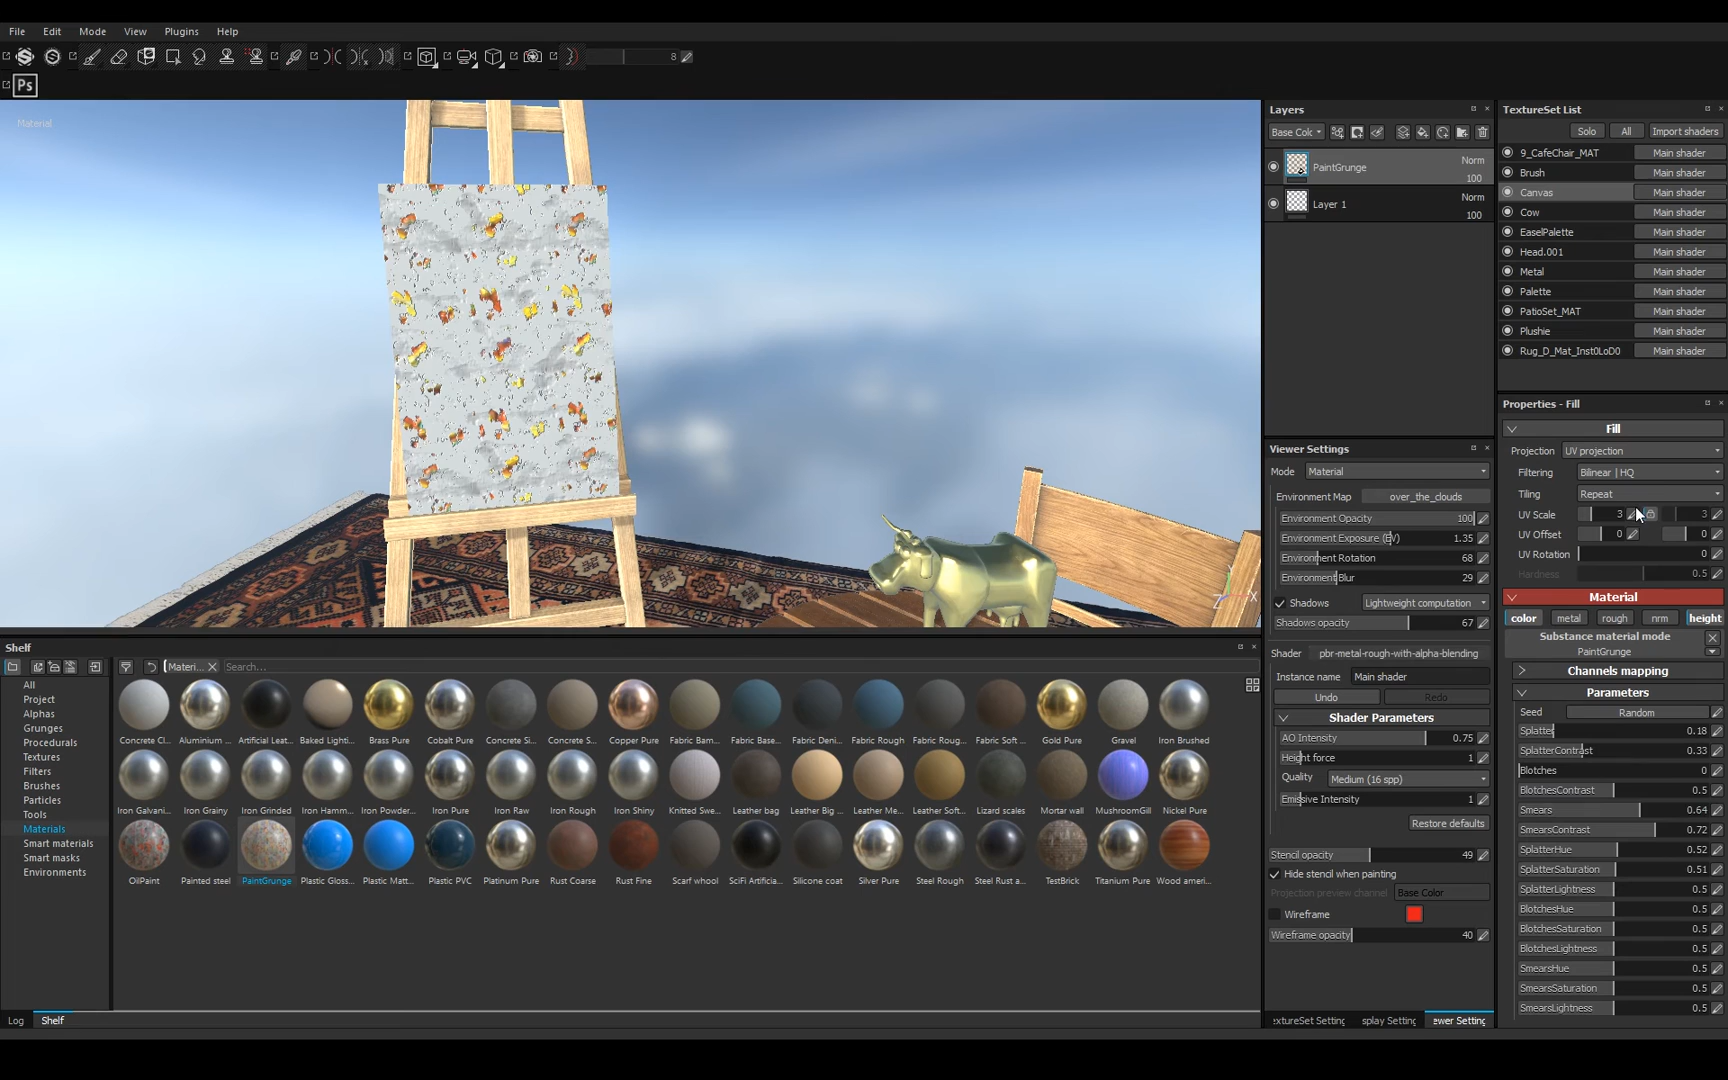 File Edit Mode View Plugins Help
8
Ps
Material
Layers
Base Colc
PaintGrunge Norm 100
Layer 1 Norm 100
TextureSet List
Solo All Import shaders
9_CafeChair_MAT Main shader
Brush Main shader
Canvas Main shader
Cow Main shader
EaselPalette Main shader
Head.001 Main shader
Metal Main shader
Palette Main shader
PatioSet_MAT Main shader
Plushie Main shader
Rug_D_Mat_Inst0LoD0 Main shader
Viewer Settings
Mode Material
Environment Map over_the_clouds
Environment Opacity 100
Environment Exposure (EV) 1.35
Environment Rotation 68
Environment Blur 29
Shadows Lightweight computation
Shadows opacity 67
Shader pbr-metal-rough-with-alpha-blending
Instance name Main shader
Undo Redo
Shader Parameters
AO Intensity 0.75
Height force 1
Quality Medium (16 spp)
Emissive Intensity 1
Restore defaults
Stencil opacity 49
Hide stencil when painting
Projection preview channel Base Color
Wireframe
Wireframe opacity 40
extureSet Setting splay Setting ewer Setting
Properties - Fill
Fill
Projection UV projection
Filtering Bilinear | HQ
Tiling Repeat
UV Scale 3 3
UV Offset 0 0
UV Rotation 0
Hardness 0.5
Material
color metal rough nrm height
Substance material mode
PaintGrunge
Channels mapping
Parameters
Seed Random
Splatter 0.18
SplatterContrast 0.33
Blotches 0
BlotchesContrast 0.5
Smears 0.64
SmearsContrast 0.72
SplatterHue 0.52
SplatterSaturation 0.51
SplatterLightness 0.5
BlotchesHue 0.5
BlotchesSaturation 0.5
BlotchesLightness 0.5
SmearsHue 0.5
SmearsSaturation 0.5
SmearsLightness 0.5
Z X
Shelf
Materi... Search...
All
Project
Alphas
Grunges
Procedurals
Textures
Filters
Brushes
Particles
Tools
Materials
Smart materials
Smart masks
Environments
Concrete Cl... Aluminium ... Artificial Leat... Baked Lighti... Brass Pure Cobalt Pure Concrete Si... Concrete S... Copper Pure Fabric Bam... Fabric Base... Fabric Deni... Fabric Rough Fabric Roug... Fabric Soft ... Gold Pure Gravel Iron Brushed
Iron Galvani... Iron Grainy Iron Grinded Iron Hamm... Iron Powder... Iron Pure Iron Raw Iron Rough Iron Shiny Knitted Swe... Leather bag Leather Big ... Leather Me... Leather Soft... Lizard scales Mortar wall MushroomGill Nickel Pure
OilPaint Painted steel PaintGrunge Plastic Gloss... Plastic Matt... Plastic PVC Platinum Pure Rust Coarse Rust Fine Scarf whool SciFi Artificia... Silicone coat Silver Pure Steel Rough Steel Rust a... TestBrick Titanium Pure Wood ameri...
Log Shelf